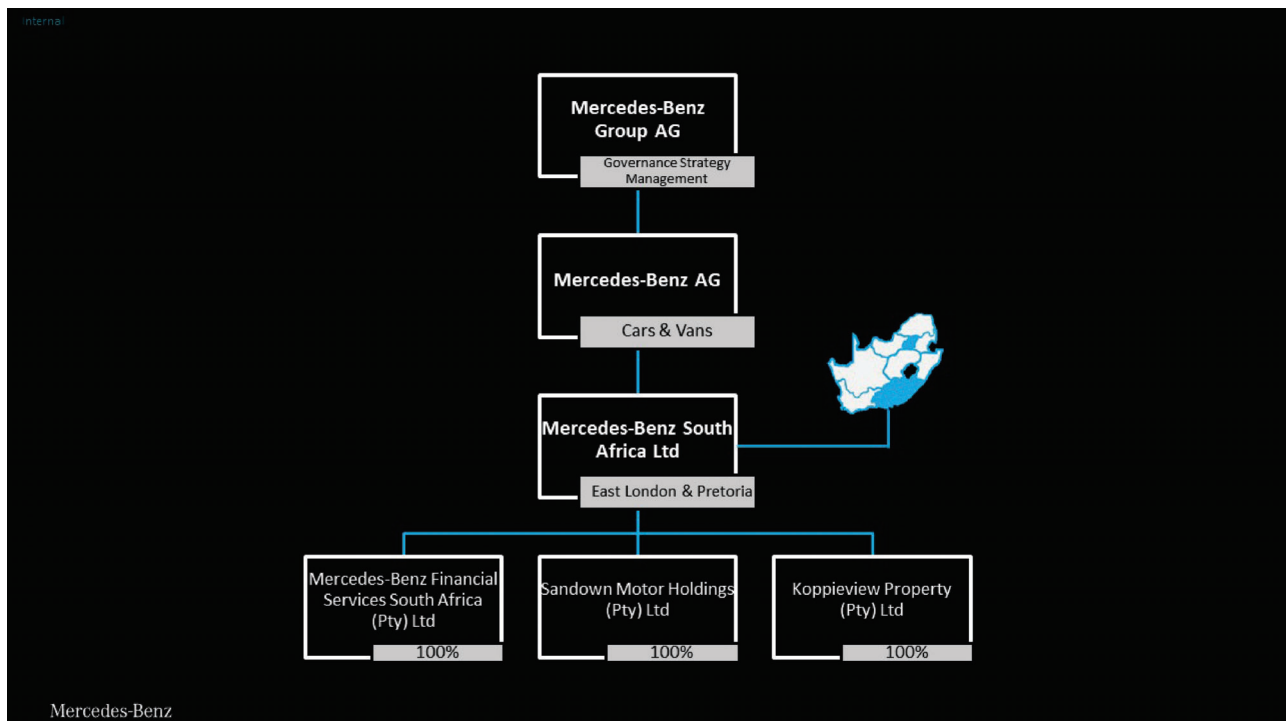 Internal
Mercedes-Benz
Group AG
Governance Strategy
Management
Mercedes-Benz AG
Cars & Vans
Mercedes-Benz South
Africa Ltd
East London & Pretoria
Mercedes-Benz Financial
Services South Africa
(Pty) Ltd
100%
Sandown Motor Holdings
(Pty) Ltd
100%
Koppieview Property
(Pty) Ltd
100%
Mercedes-Benz